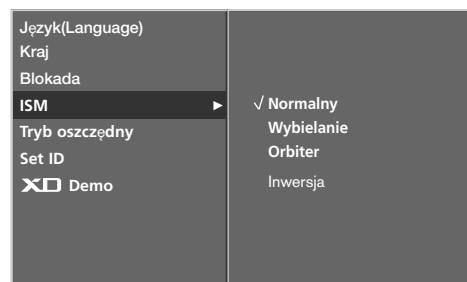 Język(Language)
Kraj
Blokada
ISM ►
Tryb oszczędny
Set ID
XD Demo
√ Normalny
Wybielanie
Orbiter
Inwersja